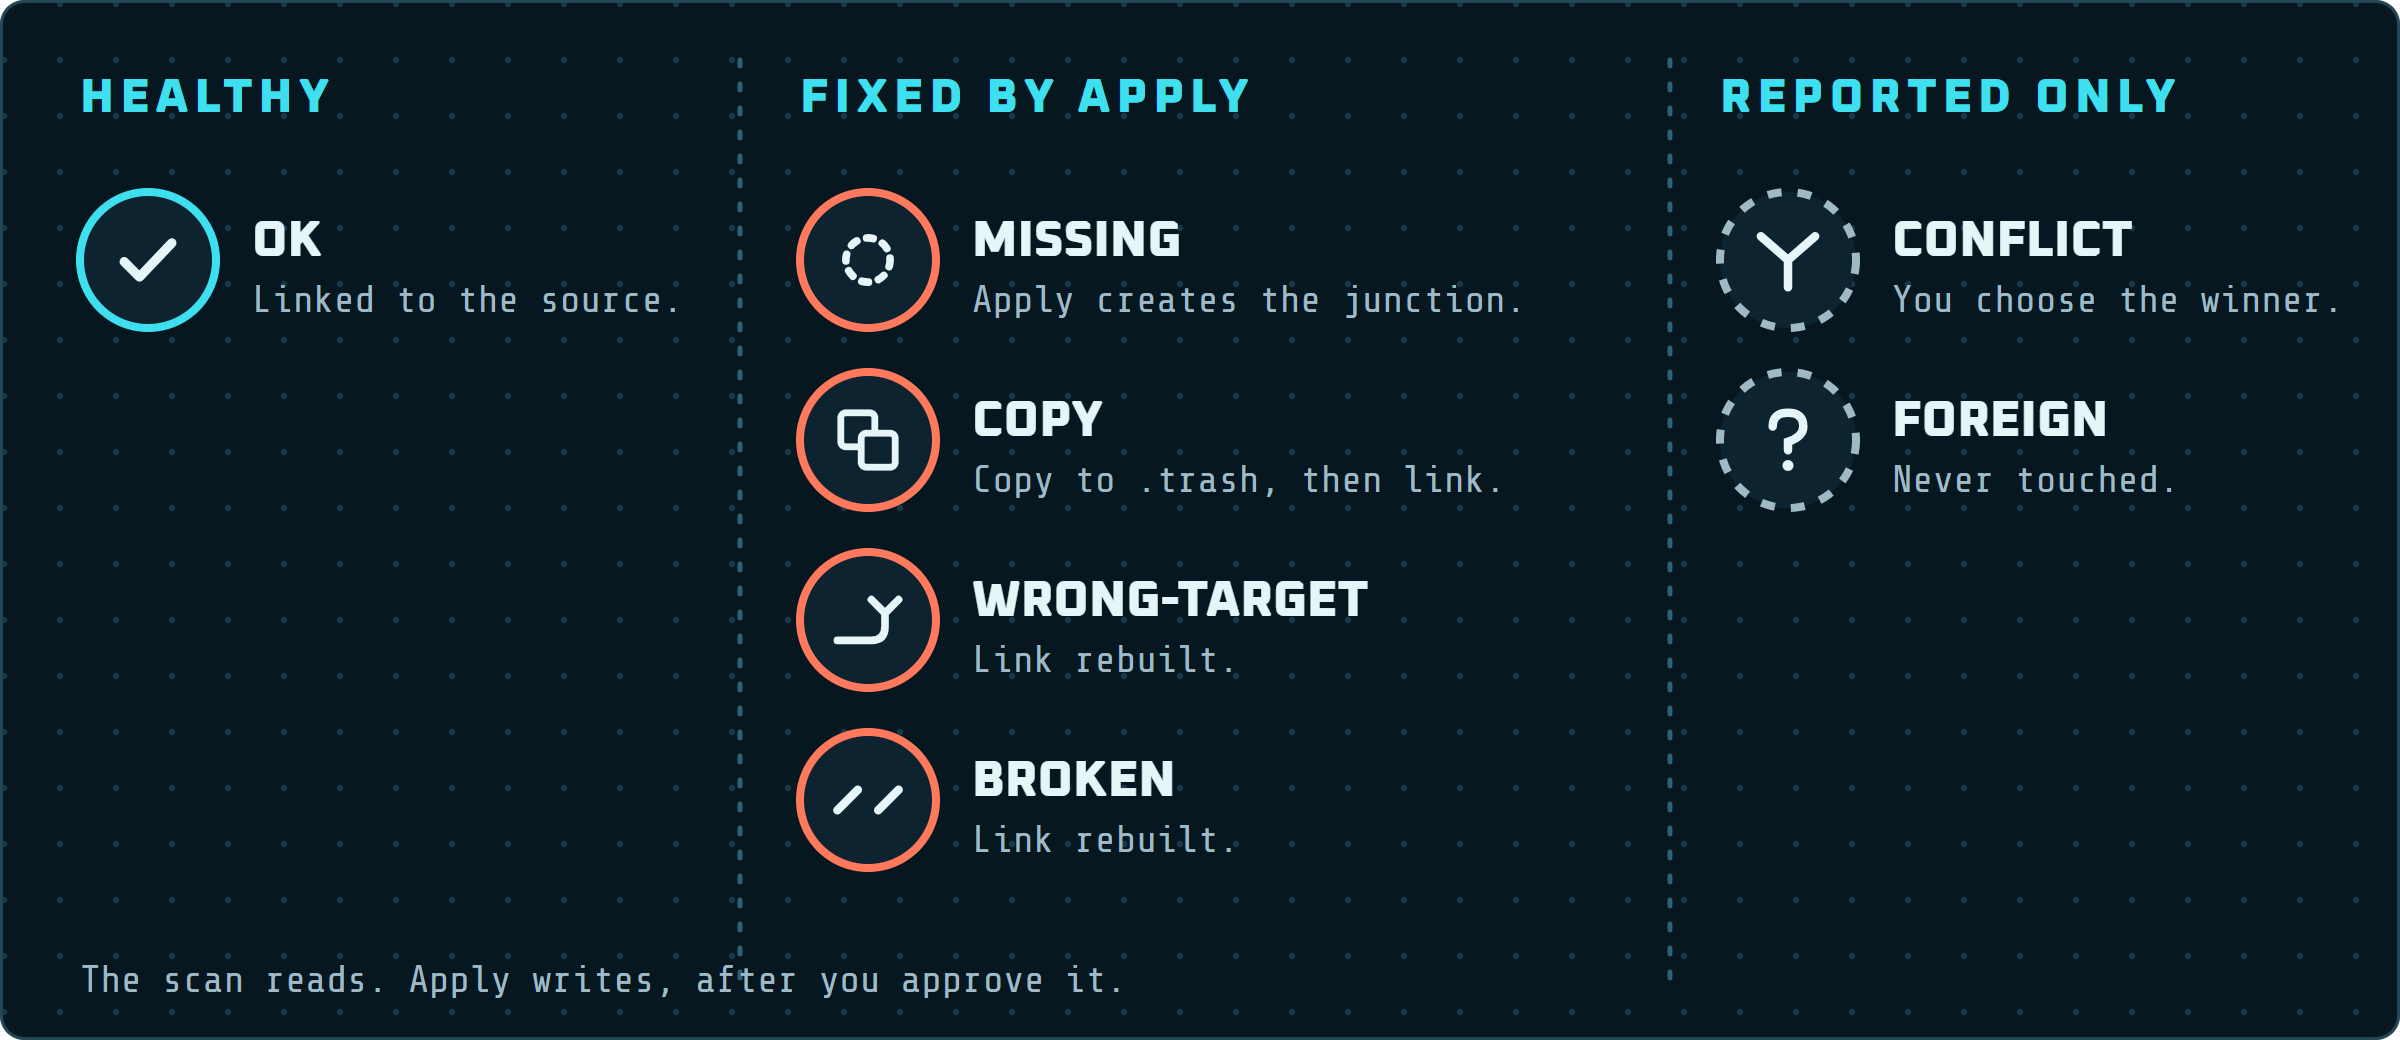 HEALTHY
OK
Linked to the source.
FIXED BY APPLY
MISSING
Apply creates the junction.
COPY
Copy to .trash, then link.
WRONG-TARGET
Link rebuilt.
BROKEN
Link rebuilt.
REPORTED ONLY
CONFLICT
You choose the winner.
FOREIGN
Never touched.
The scan reads. Apply writes, after you approve it.